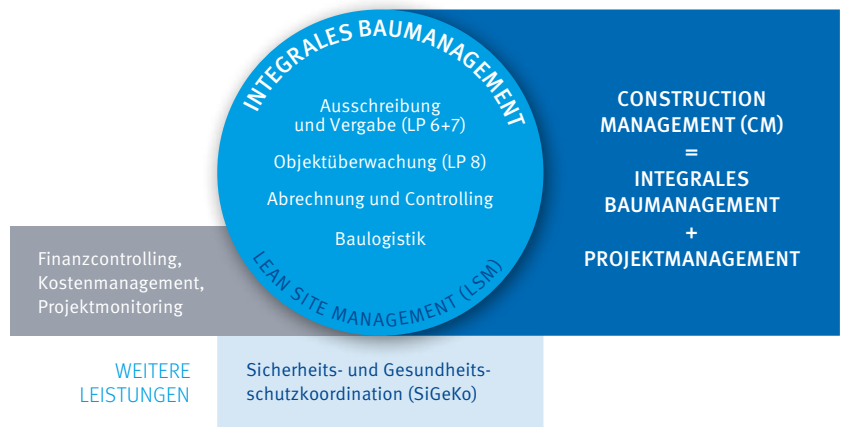 INTEGRALES BAUMANAGEMENT
Ausschreibung
und Vergabe (LP 6+7)
Objektüberwachung (LP 8)
Abrechnung und Controlling
Baulogistik
LEAN SITE MANAGEMENT (LSM)
CONSTRUCTION
MANAGEMENT (CM)
=
INTEGRALES
BAUMANAGEMENT
+
PROJEKTMANAGEMENT
Finanzcontrolling,
Kostenmanagement,
Projektmonitoring
WEITERE
LEISTUNGEN
Sicherheits- und Gesundheits-
schutzkoordination (SiGeKo)